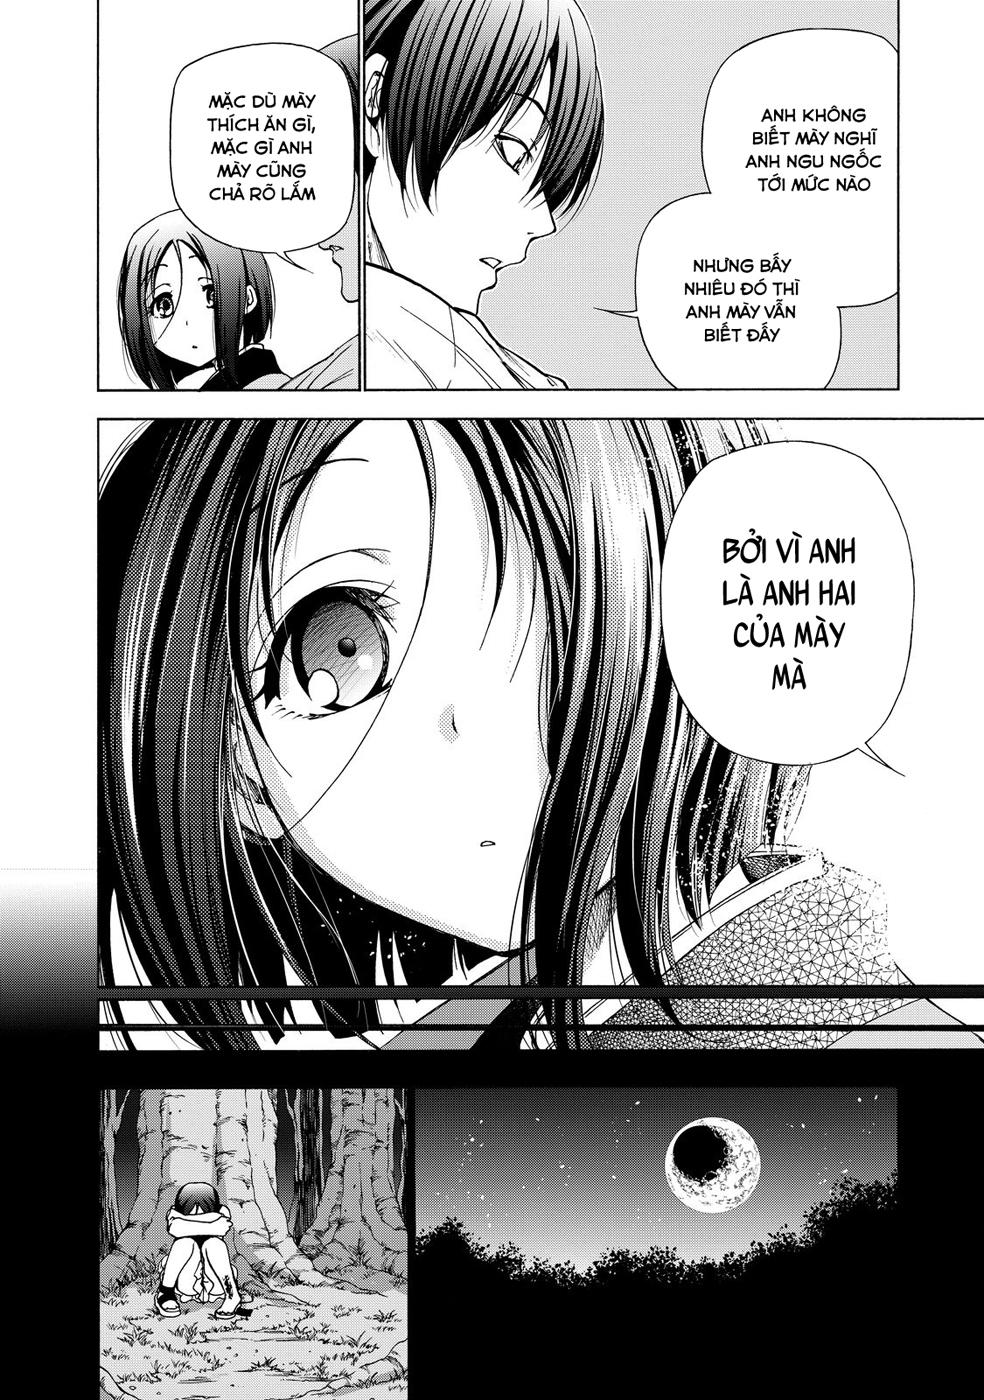 ANH KHÔNG
BIẾT MÀY NGHĨ
ANH NGU NGỐC
TỚI MỨC NÀO
NHƯNG BẤY
NHIÊU ĐÓ THÌ
ANH MÀY VẪN
BIẾT ĐẤY
MẶC DÙ MÀY
THÍCH ĂN GÌ,
MẶC GÌ ANH
MÀY CŨNG
CHẢ RÕ LẮM
BỞI VÌ ANH
LÀ ANH HAI
CỦA MÀY
MÀ